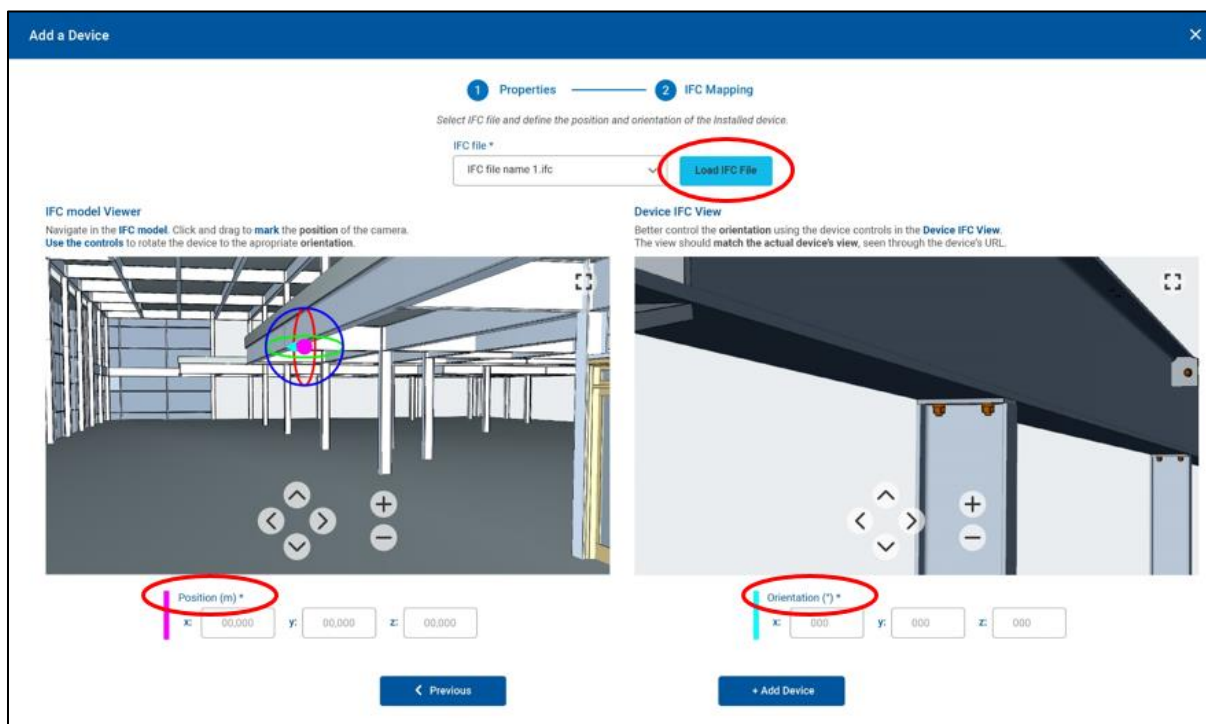 Add a Device
1 Properties 2 IFC Mapping
Select IFC file and define the position and orientation of the Installed device.
IFC file *
IFC file name 1.ifc
Load IFC File
IFC model Viewer
Navigate in the IFC model. Click and drag to mark the position of the camera.
Use the controls to rotate the device to the apropriate orientation.
Device IFC View
Better control the orientation using the device controls in the Device IFC View.
The view should match the actual device's view, seen through the device's URL.
Position (m) *
x: 00,000 y: 00,000 z: 00,000
Orientation (°) *
x: 000 y: 000 z: 000
Previous
+ Add Device